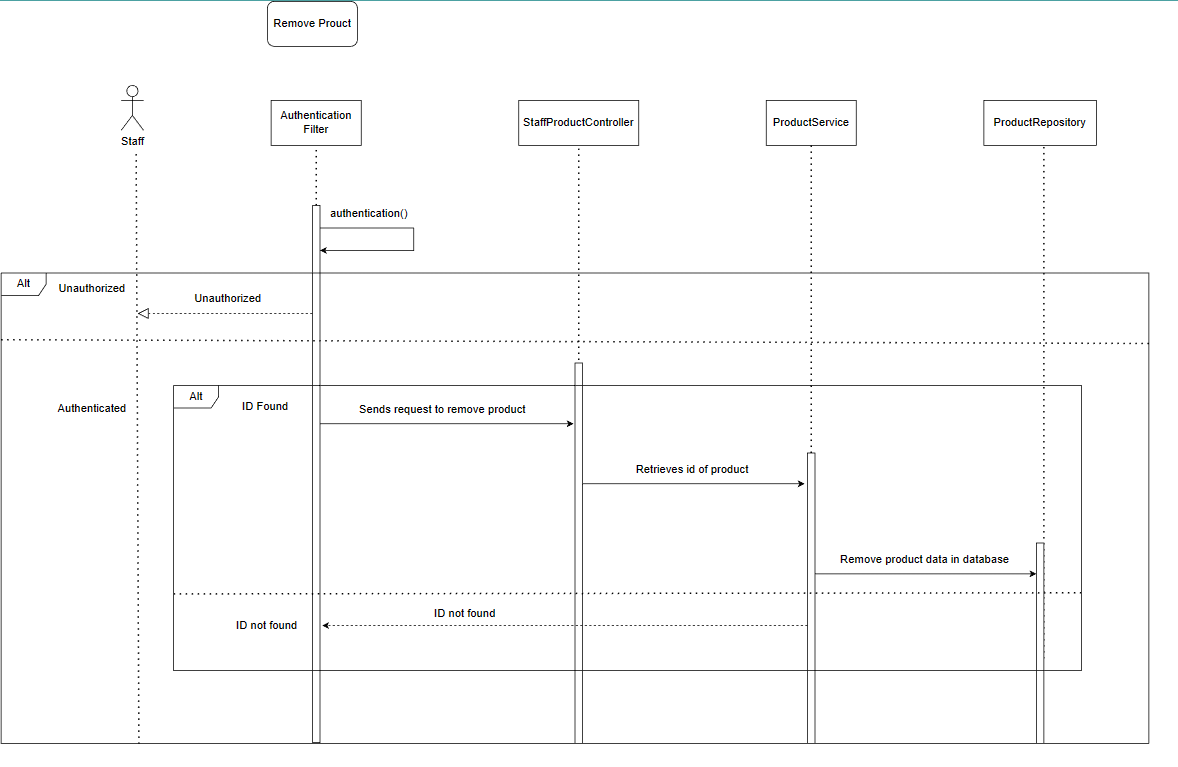 Remove Prouct
Staff
Authentication
Filter
StaffProductController
ProductService
ProductRepository
authentication()
Alt
Unauthorized
Unauthorized
Authenticated
Alt
ID Found
Sends request to remove product
Retrieves id of product
Remove product data in database
ID not found
ID not found